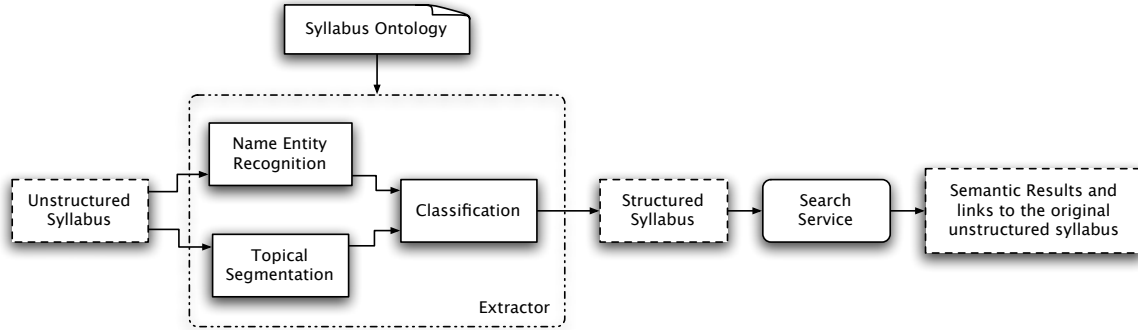 Syllabus Ontology
Name Entity
Recognition
Unstructured
Syllabus
Topical
Segmentation
Classification
Extractor
Structured
Syllabus
Search
Service
Semantic Results and
links to the original
unstructured syllabus